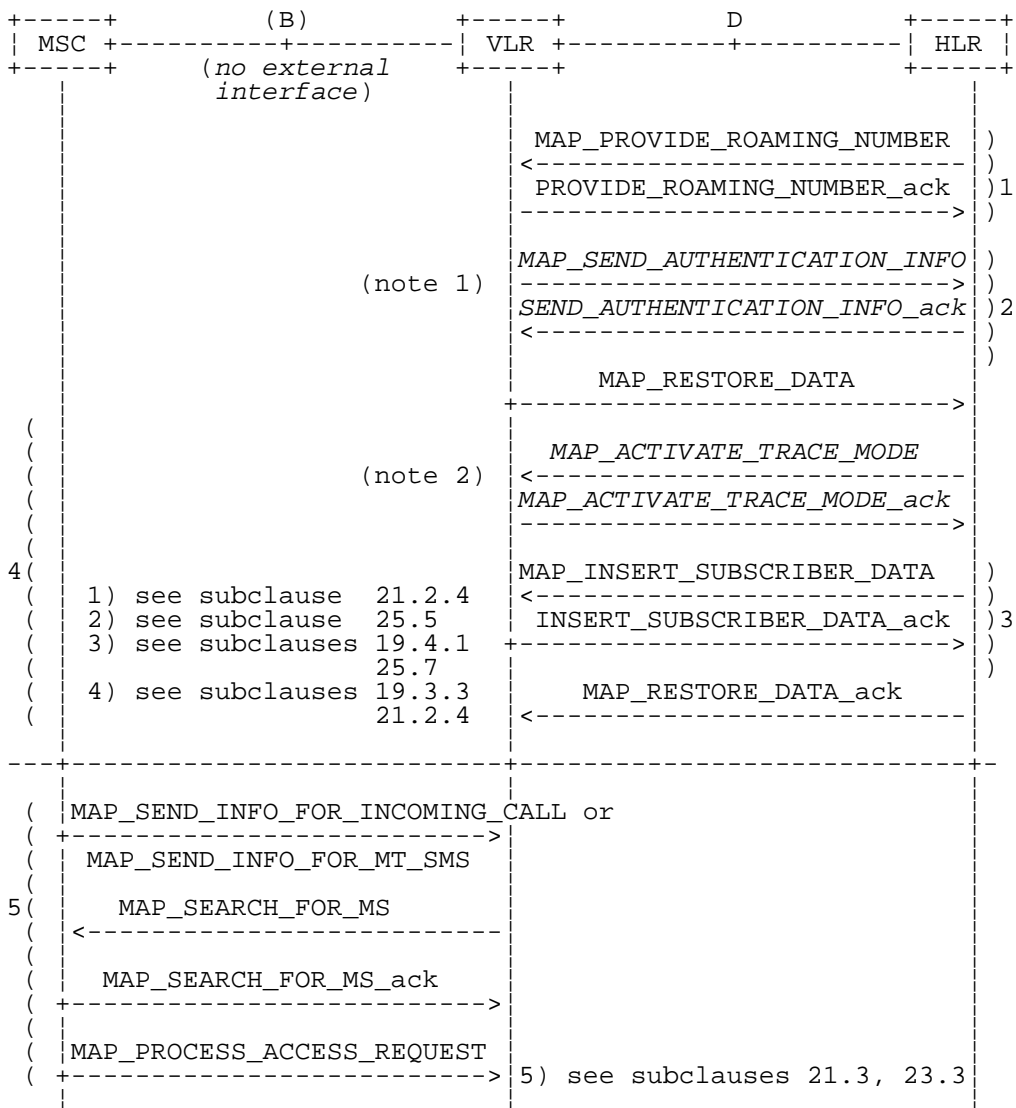 (B) D
MSC VLR HLR
(no external
interface)
MAP_PROVIDE_ROAMING_NUMBER )
)
PROVIDE_ROAMING_NUMBER_ack )1
)
MAP_SEND_AUTHENTICATION_INFO )
(note 1) )
SEND_AUTHENTICATION_INFO_ack )2
)
)
MAP_RESTORE_DATA
(
( MAP_ACTIVATE_TRACE_MODE
( (note 2)
( MAP_ACTIVATE_TRACE_MODE_ack
(
(
4( MAP_INSERT_SUBSCRIBER_DATA )
( 1) see subclause 21.2.4 )
( 2) see subclause 25.5 INSERT_SUBSCRIBER_DATA_ack )3
( 3) see subclauses 19.4.1 )
( 25.7 )
( 4) see subclauses 19.3.3 MAP_RESTORE_DATA_ack
( 21.2.4
( MAP_SEND_INFO_FOR_INCOMING_CALL or
(
( MAP_SEND_INFO_FOR_MT_SMS
(
5( MAP_SEARCH_FOR_MS
(
(
( MAP_SEARCH_FOR_MS_ack
(
(
( MAP_PROCESS_ACCESS_REQUEST
( 5) see subclauses 21.3, 23.3